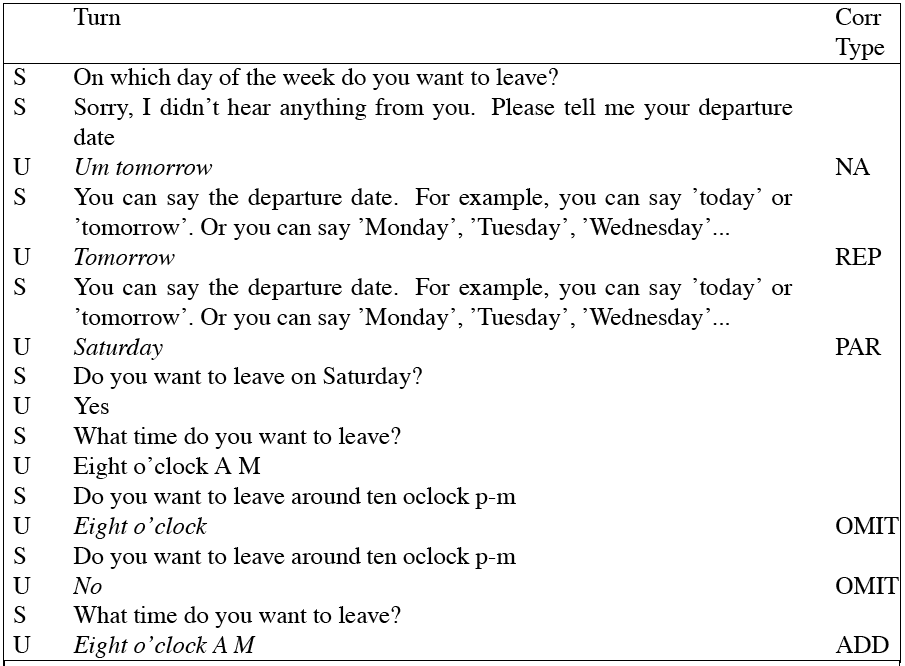 Turn Corr
Type
S On which day of the week do you want to leave?
S Sorry, I didn’t hear anything from you. Please tell me your departure
date
U Um tomorrow NA
S You can say the departure date. For example, you can say ’today’ or
’tomorrow’. Or you can say ’Monday’, ’Tuesday’, ’Wednesday’...
U Tomorrow REP
S You can say the departure date. For example, you can say ’today’ or
’tomorrow’. Or you can say ’Monday’, ’Tuesday’, ’Wednesday’...
U Saturday PAR
S Do you want to leave on Saturday?
U Yes
S What time do you want to leave?
U Eight o’clock A M
S Do you want to leave around ten oclock p-m
U Eight o’clock OMIT
S Do you want to leave around ten oclock p-m
U No OMIT
S What time do you want to leave?
U Eight o’clock A M ADD